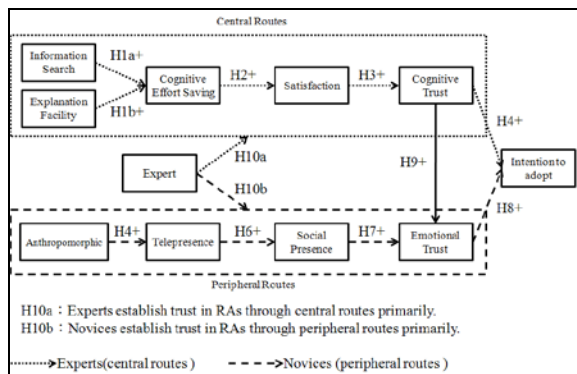 Central Routes
Information
Search
H1a+
Explanation
Facility
H1b+
Cognitive
Effort Saving
H2+
Satisfaction
H3+
Cognitive
Trust
H4+
H10a
Expert
H10b
H9+
Intention to
adopt
H8+
Anthropomorphic
H4+
Telepresence
H6+
Social
Presence
H7+
Emotional
Trust
Peripheral Routes
H10a：Experts establish trust in RAs through central routes primarily.
H10b：Novices establish trust in RAs through peripheral routes primarily.
Experts(central routes )
Novices (peripheral routes )